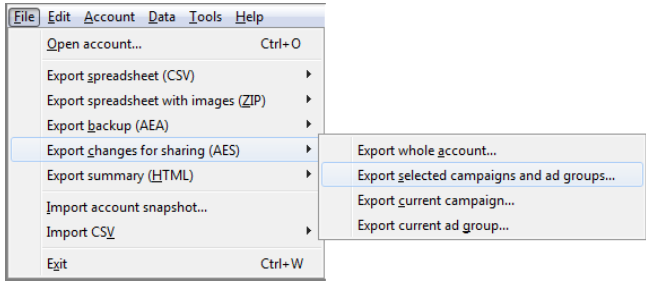 File Edit Account Data Tools Help
Open account... Ctrl+O
Export spreadsheet (CSV)
Export spreadsheet with images (ZIP)
Export backup (AEA)
Export changes for sharing (AES)
Export summary (HTML)
Import account snapshot...
Import CSV
Exit Ctrl+W
Export whole account...
Export selected campaigns and ad groups...
Export current campaign...
Export current ad group...